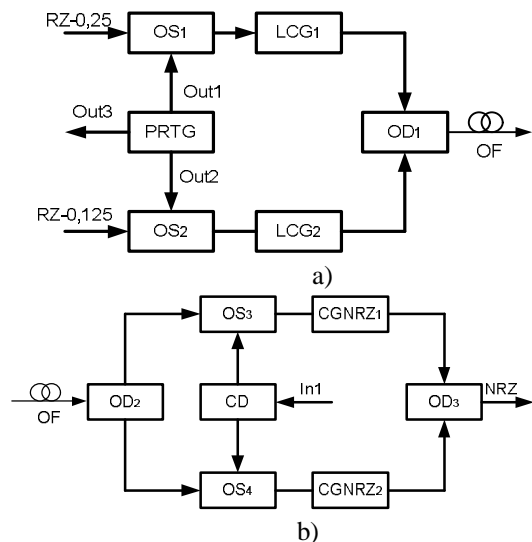 RZ-0,25
OS1
LCG1
Out1
Out3
PRTG
OD1
OF
Out2
RZ-0,125
OS2
LCG2
a)
OS3
CGNRZ1
OF
OD2
CD
In1
OD3
NRZ
OS4
CGNRZ2
b)